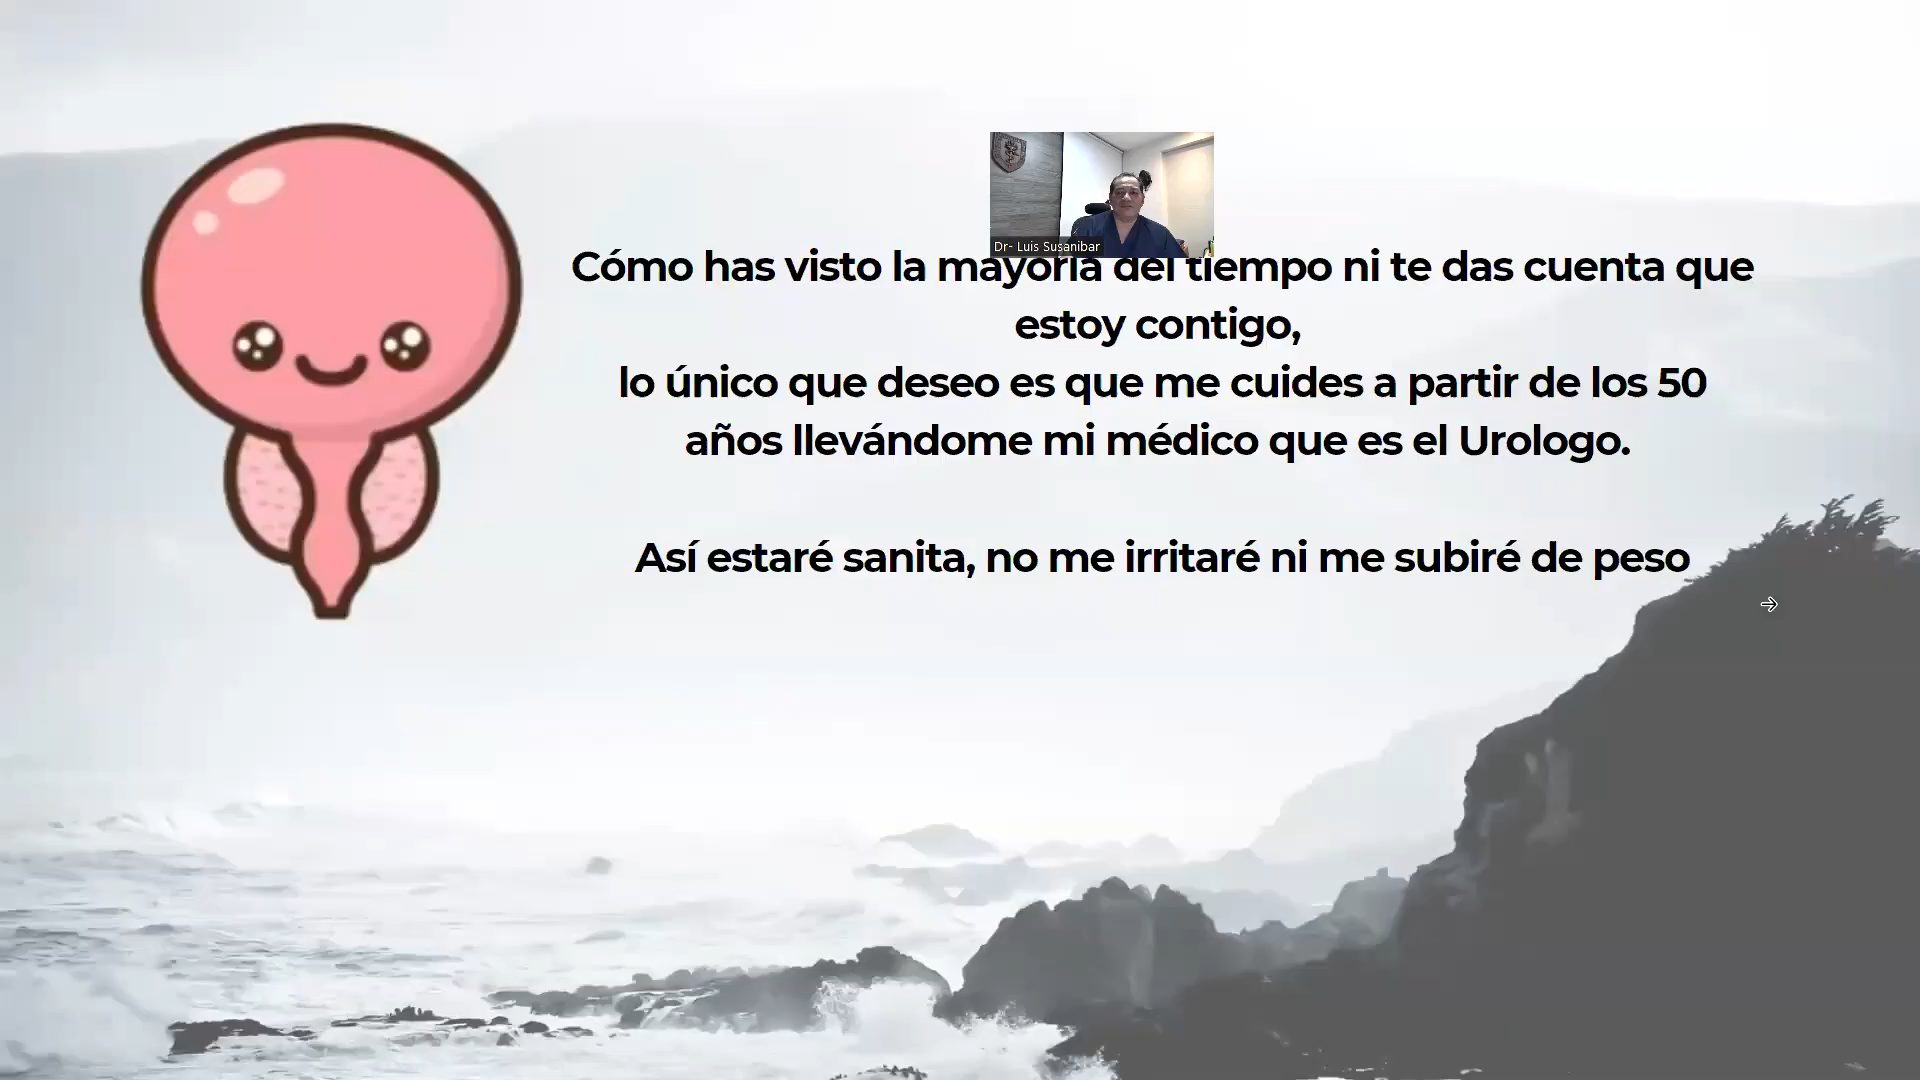 Dr- Luis Susanibar
Cómo has visto la mayoría del tiempo ni te das cuenta que
estoy contigo,
lo único que deseo es que me cuides a partir de los 50
años llevándome mi médico que es el Urologo.
Así estaré sanita, no me irritaré ni me subiré de peso